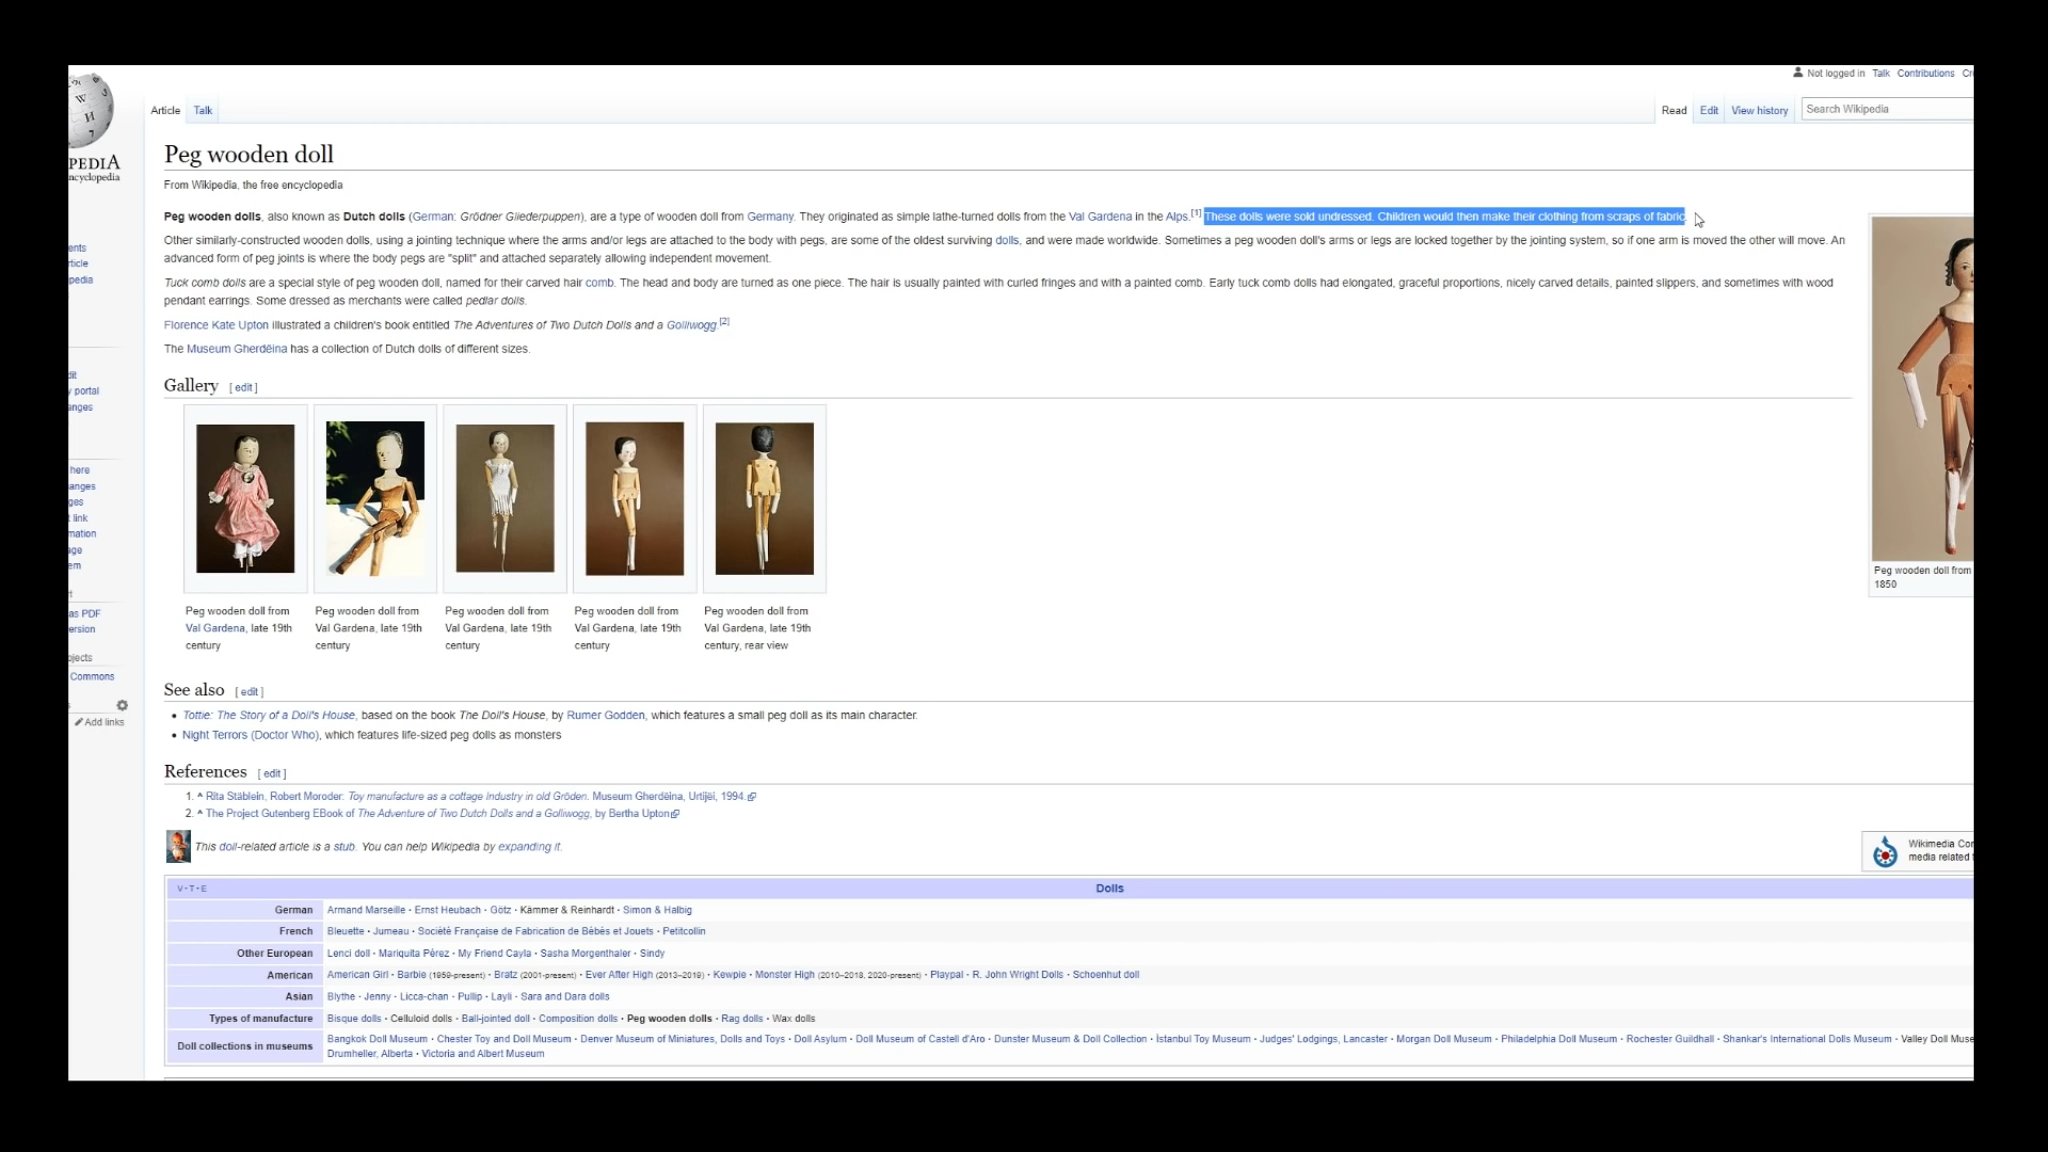 Not logged in Talk Contributions
PEDIA
Article Talk
Read Edit View history
Search Wikipedia
Peg wooden doll
From Wikipedia, the free encyclopedia
Peg wooden dolls, also known as Dutch dolls (German: Grödner Gliederpuppen), are a type of wooden doll from Germany. They originated as simple lathe-turned dolls from the Val Gardena in the Alps.[1] These dolls were sold undressed. Children would then make their clothing from scraps of fabric.
Other similarly-constructed wooden dolls, using a jointing technique where the arms and/or legs are attached to the body with pegs, are some of the oldest surviving dolls, and were made worldwide. Sometimes a peg wooden doll's arms or legs are locked together by the jointing system, so if one arm is moved the other will move. An
advanced form of peg joints is where the body pegs are "split" and attached separately allowing independent movement.
Tuck comb dolls are a special style of peg wooden doll, named for their carved hair comb. The head and body are turned as one piece. The hair is usually painted with curled fringes and with a painted comb. Early tuck comb dolls had elongated, graceful proportions, nicely carved details, painted slippers, and sometimes with wood
pendant earrings. Some dressed as merchants were called pedlar dolls.
Florence Kate Upton illustrated a children's book entitled The Adventures of Two Dutch Dolls and a Golliwogg.[2]
The Museum Gherdëina has a collection of Dutch dolls of different sizes.
Gallery [ edit ]
Peg wooden doll from
Val Gardena, late 19th
century
Peg wooden doll from
Val Gardena, late 19th
century
Peg wooden doll from
Val Gardena, late 19th
century
Peg wooden doll from
Val Gardena, late 19th
century
Peg wooden doll from
Val Gardena, late 19th
century, rear view
Peg wooden doll from
1850
here
link
as PDF
Commons
Add links
See also [ edit ]
Tottie: The Story of a Doll's House, based on the book The Doll's House, by Rumer Godden, which features a small peg doll as its main character.
Night Terrors (Doctor Who), which features life-sized peg dolls as monsters
References [ edit ]
1. ^ Rita Stäblein, Robert Moroder: Toy manufacture as a cottage industry in old Gröden. Museum Gherdëina, Urtijëi, 1994.
2. ^ The Project Gutenberg EBook of The Adventure of Two Dutch Dolls and a Golliwogg, by Bertha Upton
This doll-related article is a stub. You can help Wikipedia by expanding it.
Wikimedia
media related
V·T·E Dolls
German Armand Marseille · Ernst Heubach · Götz · Kämmer & Reinhardt · Simon & Halbig
French Bleuette · Jumeau · Société Française de Fabrication de Bébés et Jouets · Petitcollin
Other European Lenci doll · Mariquita Pérez · My Friend Cayla · Sasha Morgenthaler · Sindy
American American Girl · Barbie (1959–present) · Bratz (2001–present) · Ever After High (2013–2019) · Kewpie · Monster High (2010–2018, 2020–present) · Playpal · R. John Wright Dolls · Schoenhut doll
Asian Blythe · Jenny · Licca-chan · Pullip · Layli · Sara and Dara dolls
Types of manufacture Bisque dolls · Celluloid dolls · Ball-jointed doll · Composition dolls · Peg wooden dolls · Rag dolls · Wax dolls
Doll collections in museums Bangkok Doll Museum · Chester Toy and Doll Museum · Denver Museum of Miniatures, Dolls and Toys · Doll Asylum · Doll Museum of Castell d'Aro · Dunster Museum & Doll Collection · İstanbul Toy Museum · Judges' Lodgings, Lancaster · Morgan Doll Museum · Philadelphia Doll Museum · Rochester Guildhall · Shankar's International Dolls Museum · Valley Doll
Drumheller, Alberta · Victoria and Albert Museum